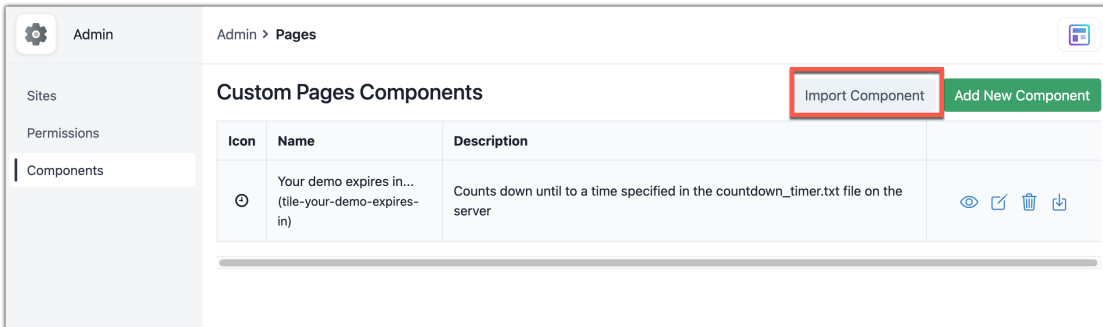 Admin
Admin > Pages
Sites
Permissions
Components
Custom Pages Components
Import Component
Add New Component
Icon
Name
Description
Your demo expires in...
(tile-your-demo-expires-
in)
Counts down until to a time specified in the countdown_timer.txt file on the
server